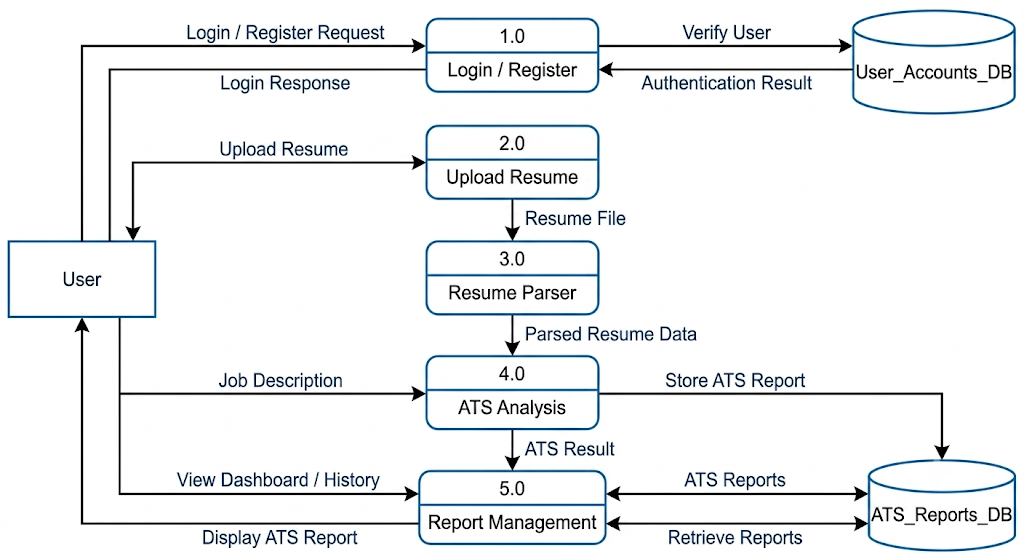 Login / Register Request
1.0
Verify User
Login / Register
User_Accounts_DB
Login Response
Authentication Result
2.0
Upload Resume
Upload Resume
Resume File
3.0
User
Resume Parser
Parsed Resume Data
4.0
Job Description
Store ATS Report
ATS Analysis
ATS Result
View Dashboard / History
5.0
ATS Reports
Report Management
ATS_Reports_DB
Display ATS Report
Retrieve Reports